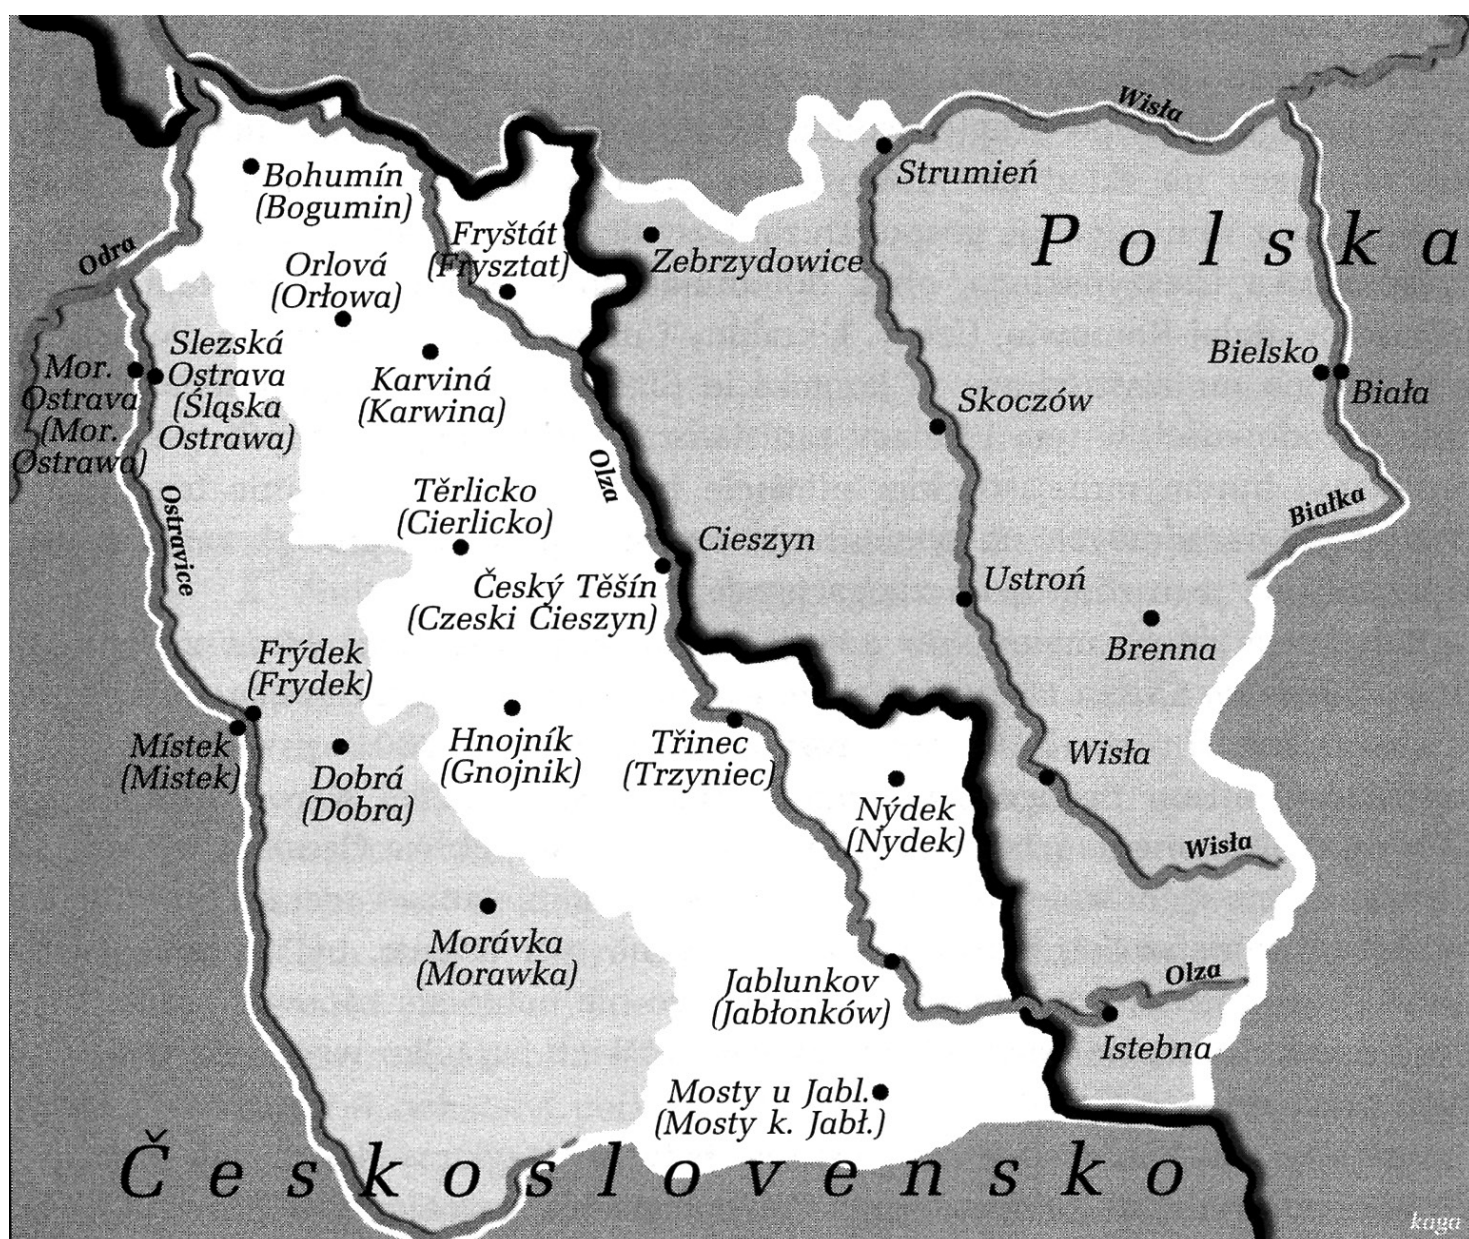 Wisła
Strumień
Bohumín
(Bogumin)
Polska
Fryštát
(Frysztat)
Odra
Zebrzydowice
Orlová
(Orłowa)
Slezská
Ostrava
(Śląska
Ostrawa)
Mor.
Ostrava
(Mor.
Ostrawa)
Karviná
(Karwina)
Bielsko
Biała
Skoczów
Olza
Těrlicko
(Cierlicko)
Ostravice
Białka
Cieszyn
Český Těšín
(Czeski Cieszyn)
Ustroń
Brenna
Frýdek
(Frydek)
Místek
(Mistek)
Dobrá
(Dobra)
Hnojník
(Gnojnik)
Třinec
(Trzyniec)
Wisła
Nýdek
(Nydek)
Wisła
Morávka
(Morawka)
Jablunkov
(Jabłonków)
Olza
Istebna
Mosty u Jabl.
(Mosty k. Jabł.)
Československo
kaga